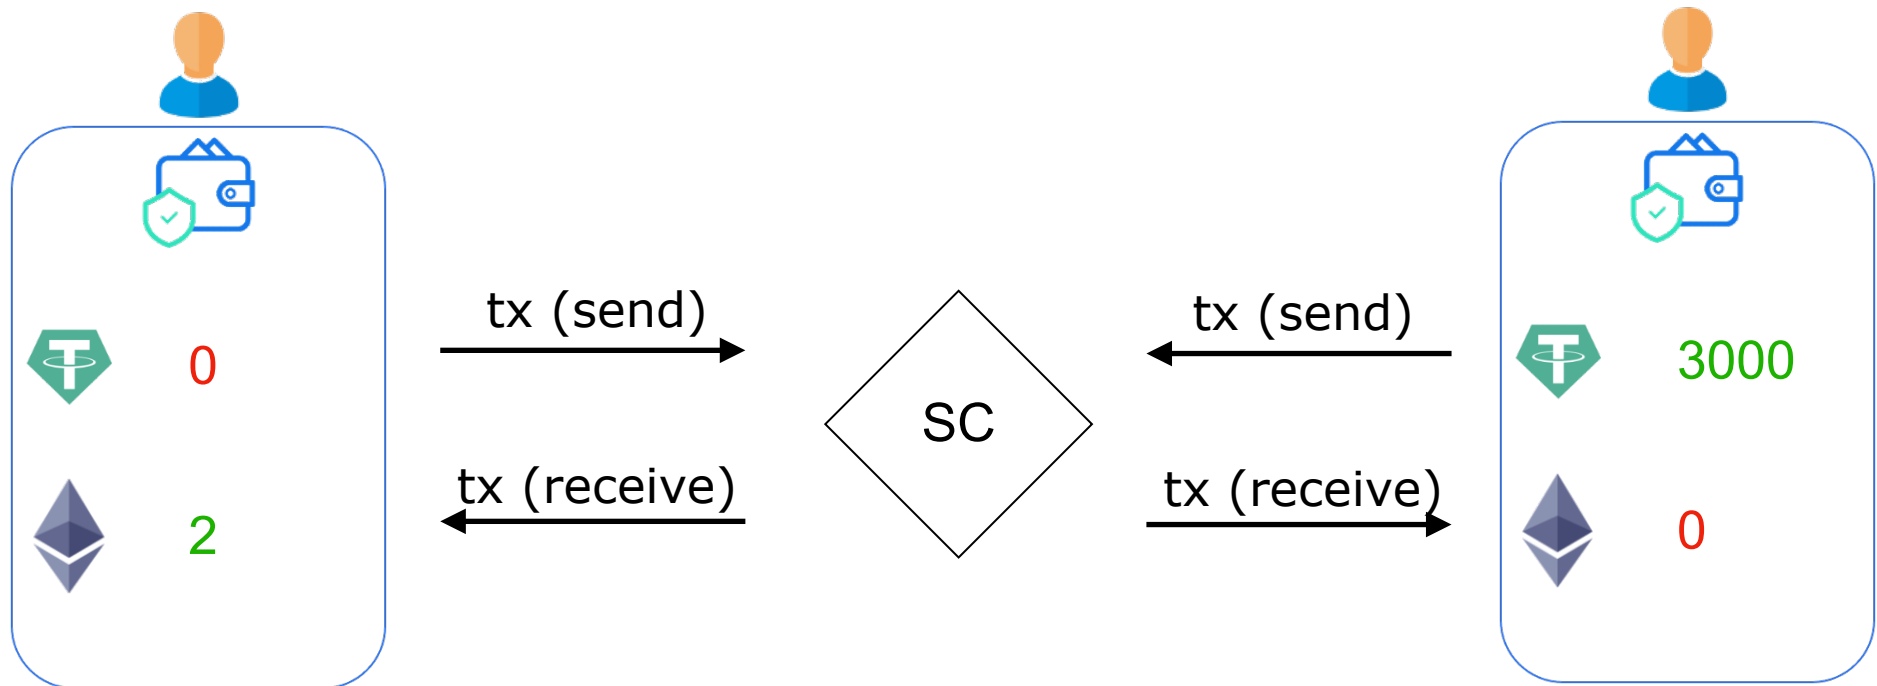 tx (send)
0
tx (receive)
2
SC
tx (send)
3000
tx (receive)
0